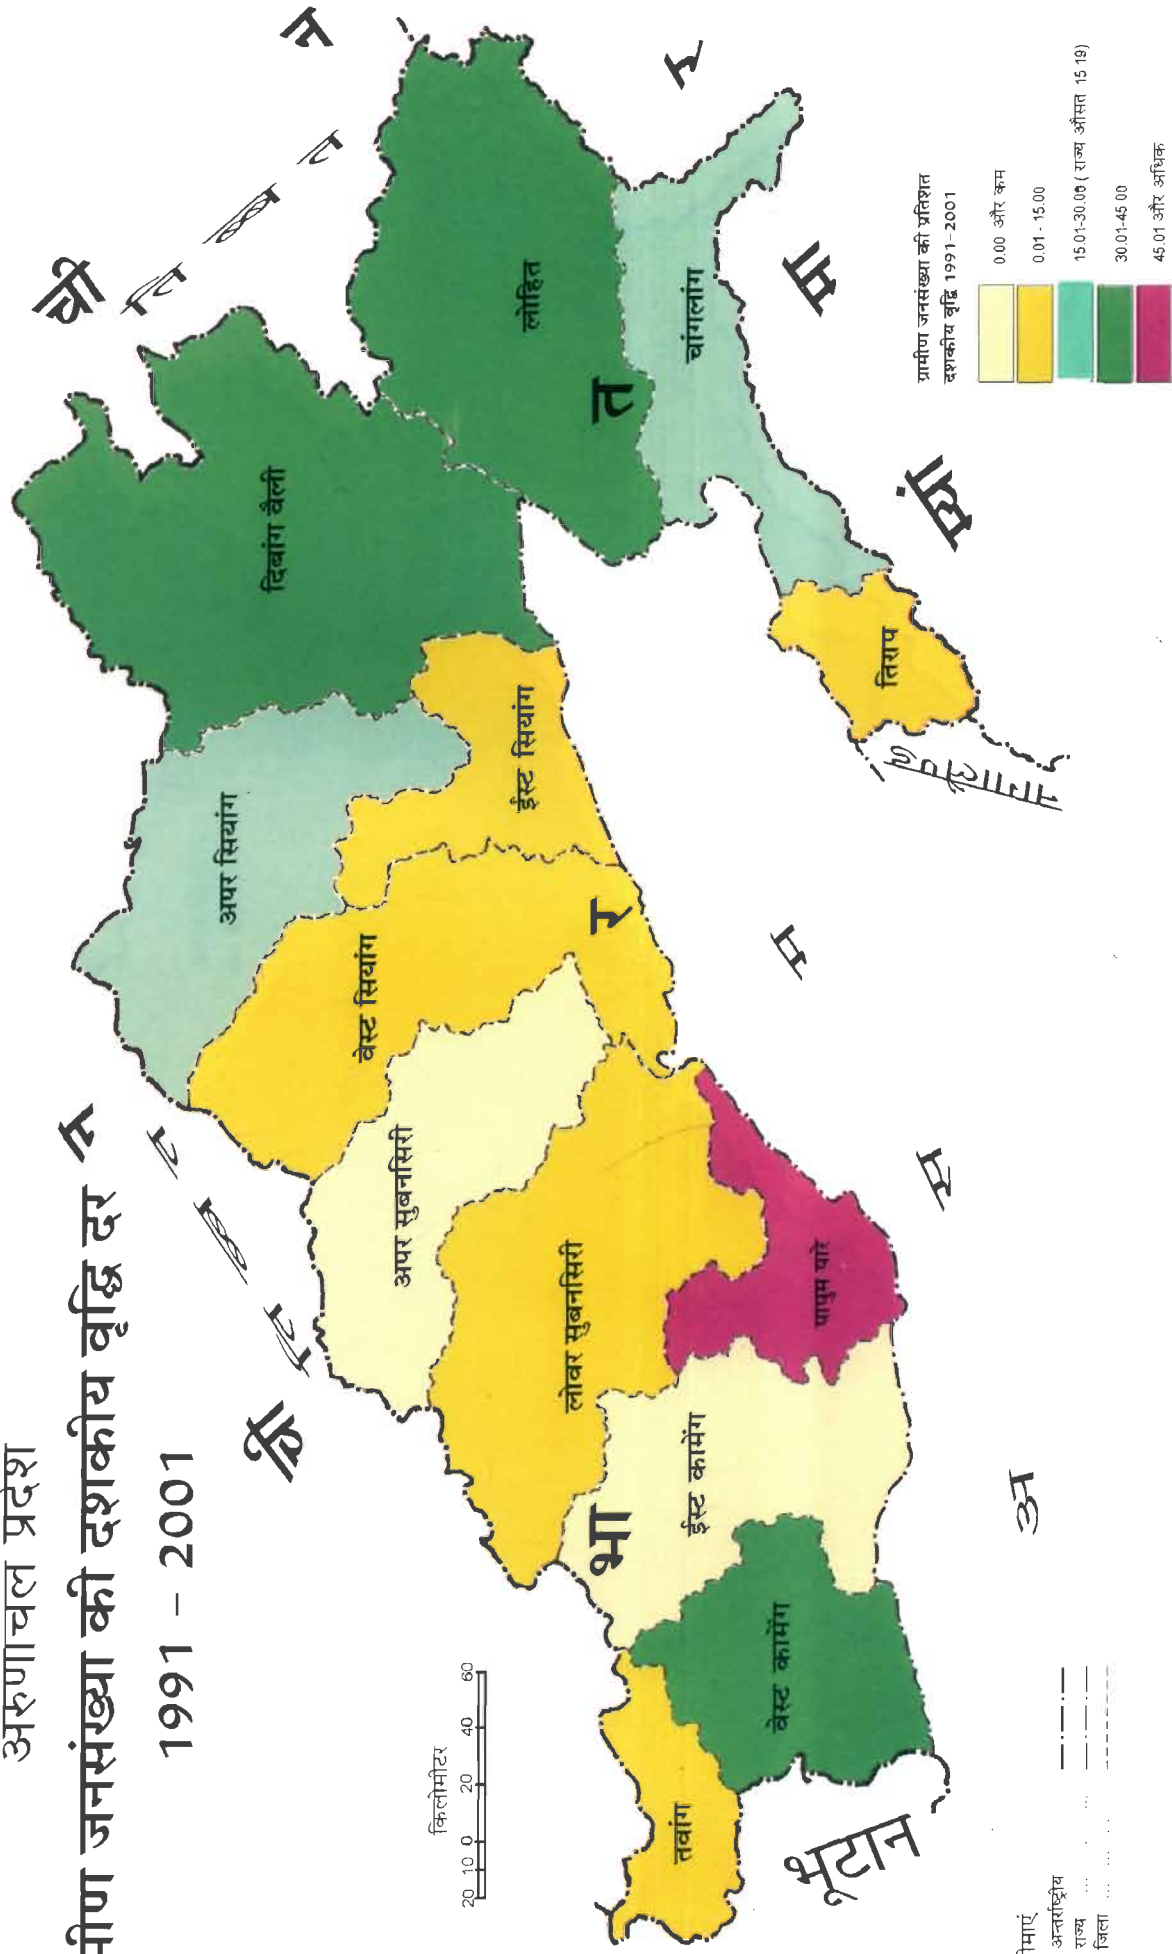 अरुणाचल प्रदेश
मीण जनसंख्या की दशकीय वृद्धि दर
1991 – 2001
ची
न
ति ब्ब त
ची
न
ति ब्ब त
म्यां
मा
र
भूटान
अ
स
म
नागालैण्ड
भा
र
त
किलोमीटर
20 10 0 20 40 60
तवांग
वेस्ट कामेंग
ईस्ट कामेंग
पापुम पारे
लोवर सुबनसिरी
अपर सुबनसिरी
वेस्ट सियांग
ईस्ट सियांग
अपर सियांग
दिबांग वैली
लोहित
चांगलांग
तिराप
ग्रामीण जनसंख्या की प्रतिशत
दशकीय वृद्धि 1991-2001
0.00 और कम
0.01 - 15.00
15.01-30.00 ( राज्य औसत 15 19)
30.01-45 00
45.01 और अधिक
ीमाएं
अन्तर्राष्ट्रीय
राज्य ... ... ...
जिला ... ... ...